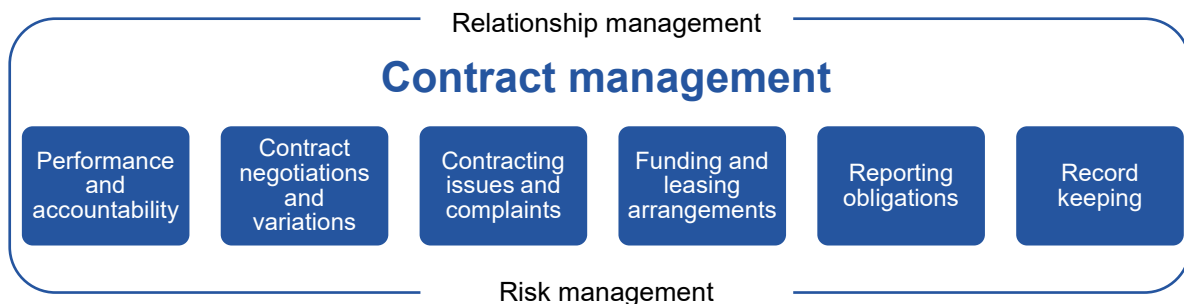 Relationship management
Contract management
Performance
and
accountability
Contract
negotiations
and
variations
Contracting
issues and
complaints
Funding and
leasing
arrangements
Reporting
obligations
Record
keeping
Risk management